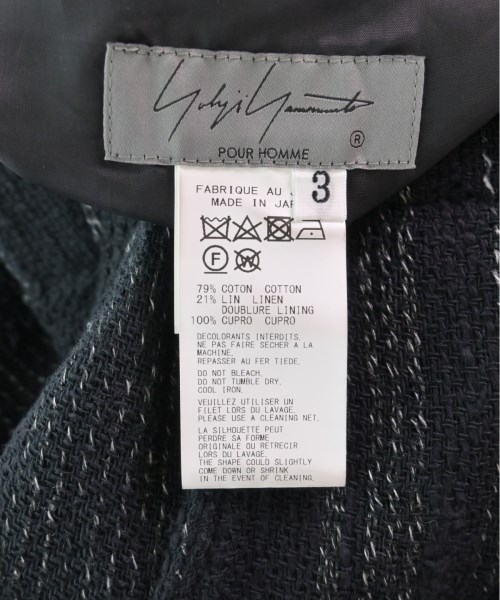 Yohji Yamamoto
®
POUR HOMME
3
FABRIQUE AU
MADE IN JAP
F
W
79% COTON COTTON
21% LIN LINEN
DOUBLURE LINING
100% CUPRO CUPRO
DECOLORANTS INTERDITS.
NE PAS FAIRE SECHER A LA
MACHINE.
REPASSER AU FER TIEDE.
DO NOT BLEACH.
DO NOT TUMBLE DRY.
COOL IRON.
VEUILLEZ UTILISER UN
FILET LORS DU LAVAGE.
PLEASE USE A CLEANING NET.
LA SILHOUETTE PEUT
PERDRE SA FORME
ORIGINALE OU RETRECIR
LORS DU LAVAGE.
THE SHAPE COULD SLIGHTLY
COME DOWN OR SHRINK
IN THE EVENT OF CLEANING.